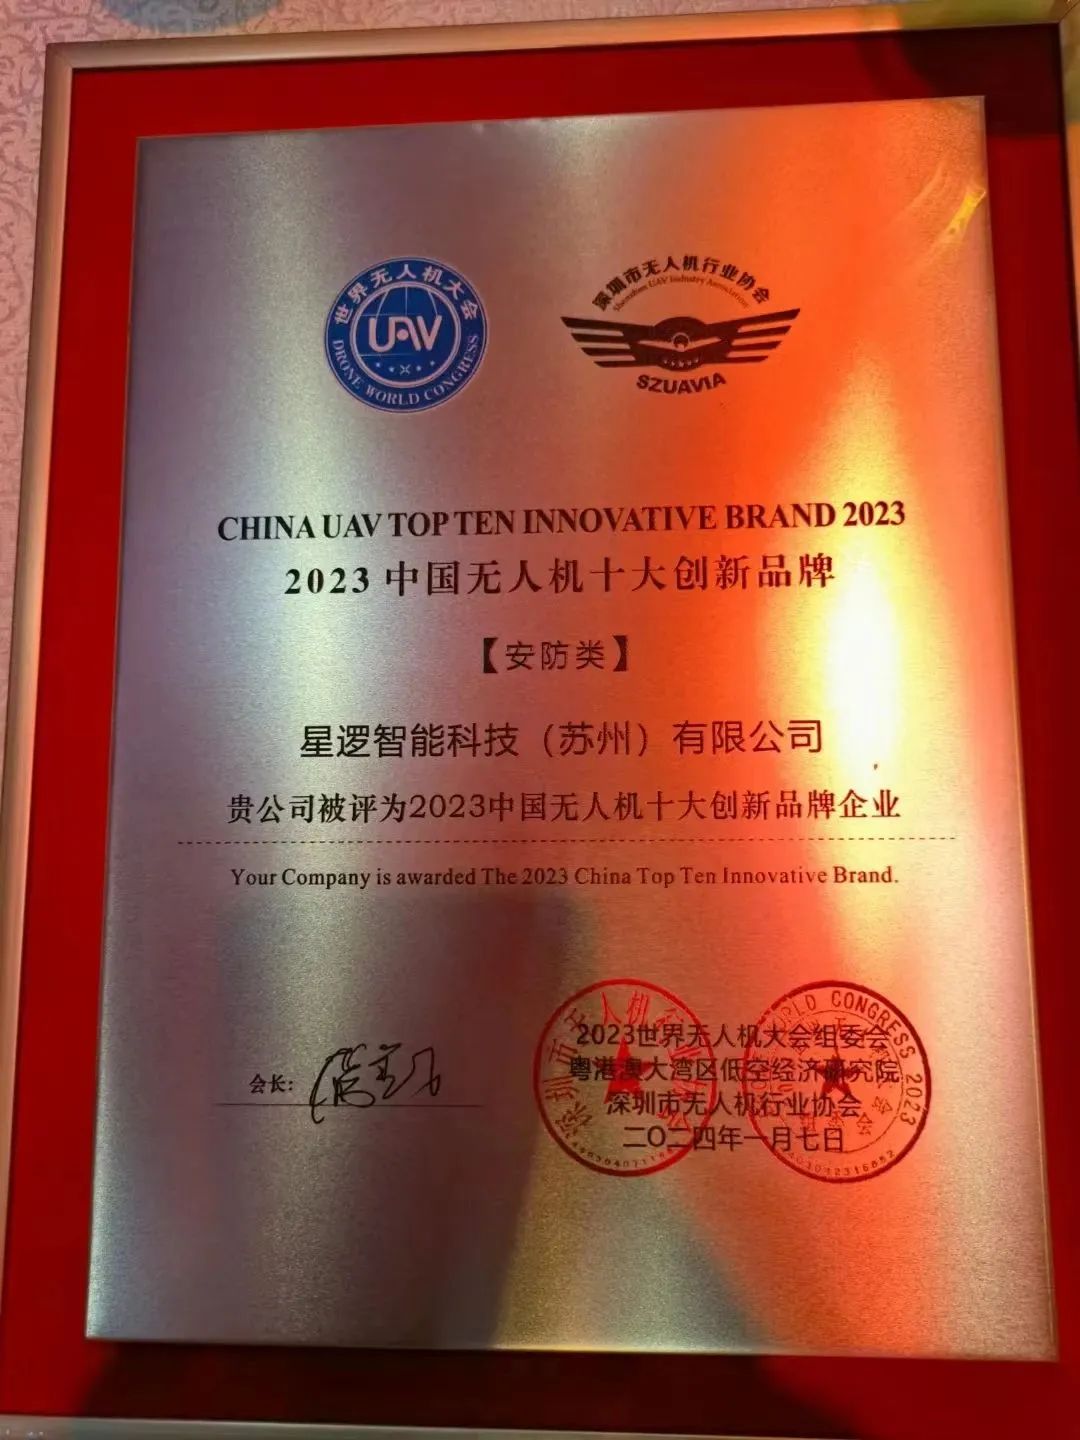 世界无人机大会
UAV
DRONE WORLD CONGRESS
深圳市无人机行业协会
Shenzhen UAV Industry Association
SZUAVIA
CHINA UAV TOP TEN INNOVATIVE BRAND 2023
2023 中国无人机十大创新品牌
【安防类】
星逻智能科技（苏州）有限公司
贵公司被评为2023中国无人机十大创新品牌企业
Your Company is awarded The 2023 China Top Ten Innovative Brand.
会长：
2023世界无人机大会组委会
粤港澳大湾区低空经济研究院
深圳市无人机行业协会
二〇二四年一月七日
WORLD CONGRESS 2023